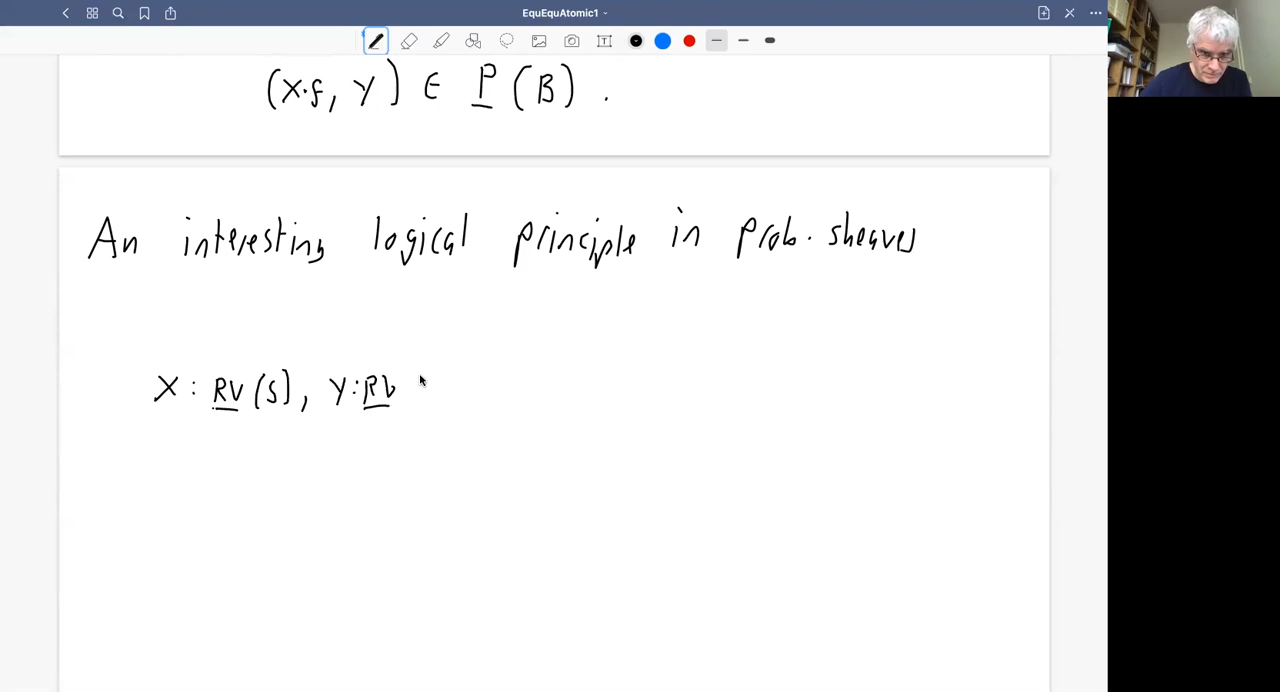 EquEquAtomic1
(X·f, Y) ∈ P (B) .
An interesting logical principle in prob. sheaves
X : RV (S), Y : RV